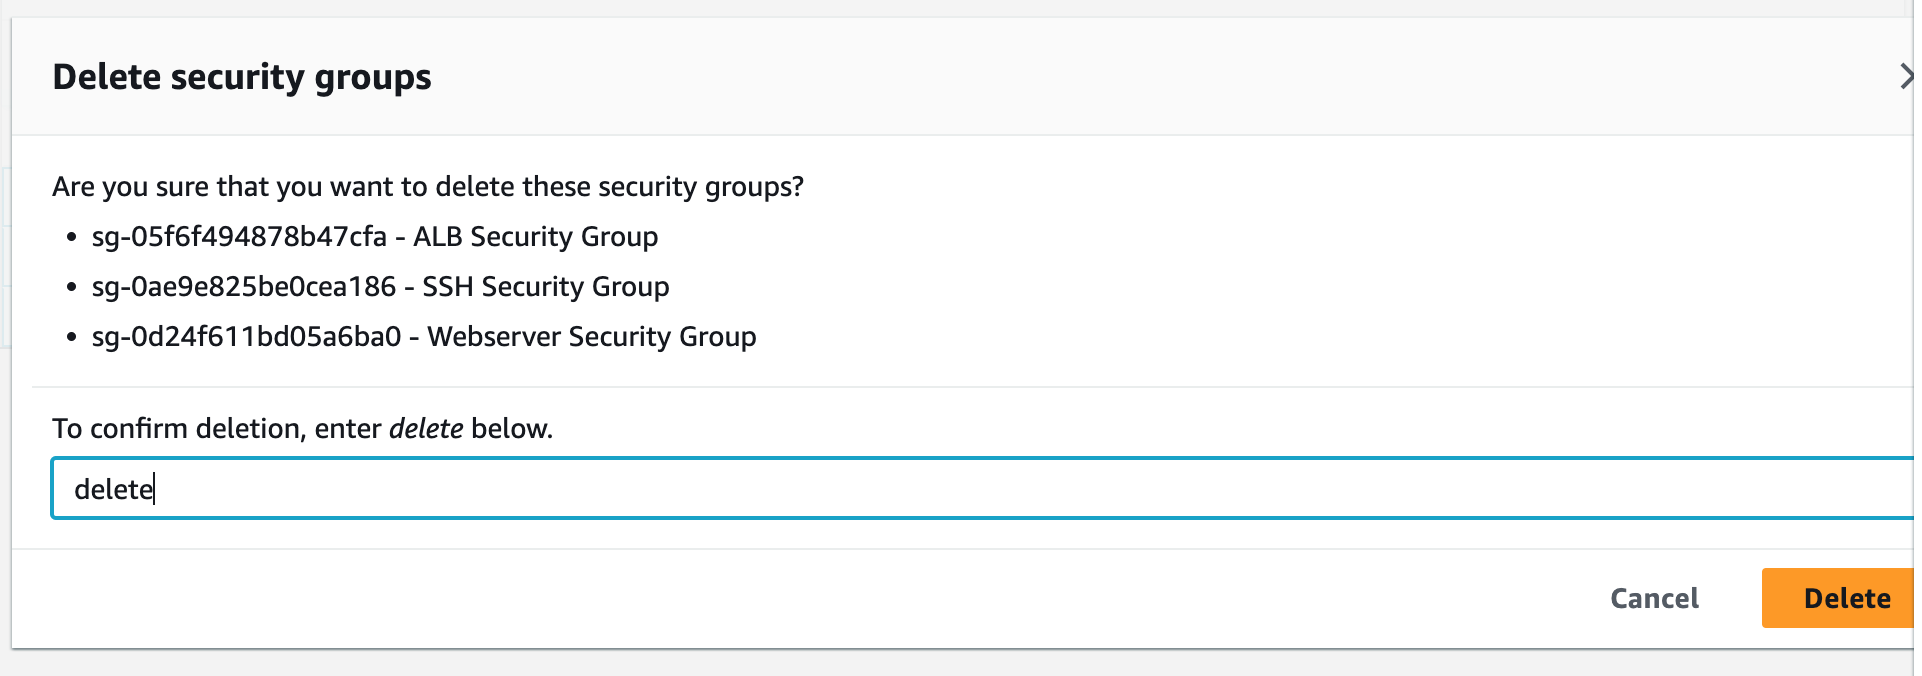 Delete security groups
Are you sure that you want to delete these security groups?
• sg-05f6f494878b47cfa - ALB Security Group
• sg-0ae9e825be0cea186 - SSH Security Group
• sg-0d24f611bd05a6ba0 - Webserver Security Group
To confirm deletion, enter delete below.
delete
Cancel Delete